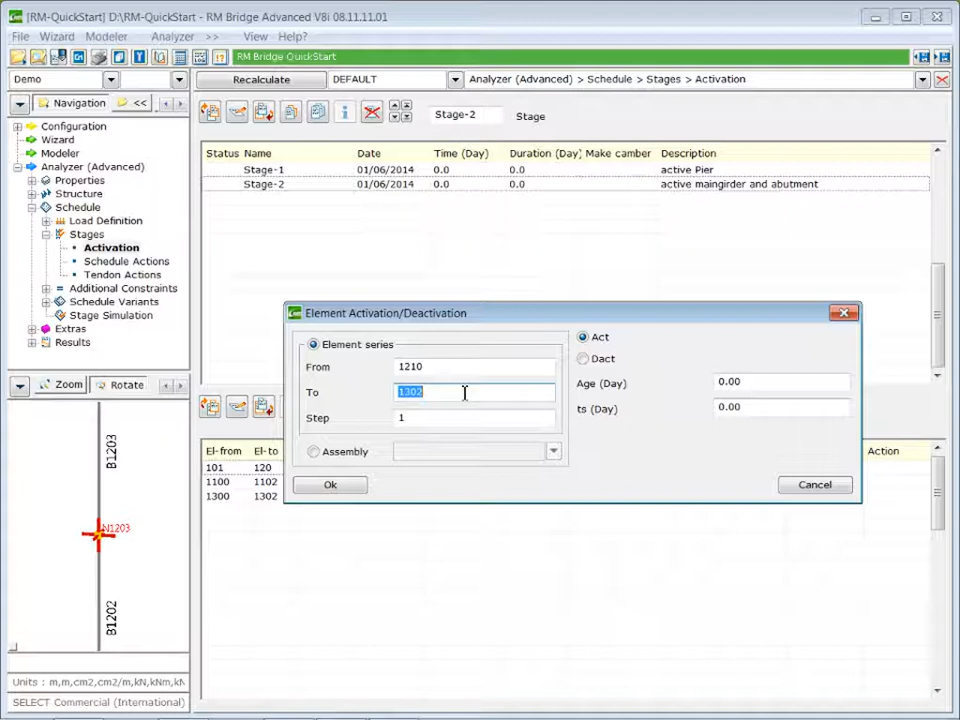 [RM-QuickStart] D:\RM-QuickStart - RM Bridge Advanced V8i 08.11.11.01
File Wizard Modeler Analyzer >> View Help?
RM Bridge QuickStart
Demo Recalculate DEFAULT Analyzer (Advanced) > Schedule > Stages > Activation
Navigation <<
Stage-2 Stage
Configuration
Wizard
Modeler
Analyzer (Advanced)
Properties
Structure
Schedule
Load Definition
Stages
Activation
Schedule Actions
Tendon Actions
Additional Constraints
Schedule Variants
Stage Simulation
Extras
Results
Status Name Date Time (Day) Duration (Day) Make camber Description
Stage-1 01/06/2014 0.0 0.0 active Pier
Stage-2 01/06/2014 0.0 0.0 active maingirder and abutment
Element Activation/Deactivation
Element series
From 1210
To 1302
Step 1
Assembly
Act
Dact
Age (Day) 0.00
ts (Day) 0.00
Ok Cancel
Zoom Rotate
B1203
N1203
B1202
El-from El-to Action
101 120
1100 1102
1300 1302
Units : m,m,cm2,cm2/m,kN,kNm,kN,
SELECT Commercial (International)